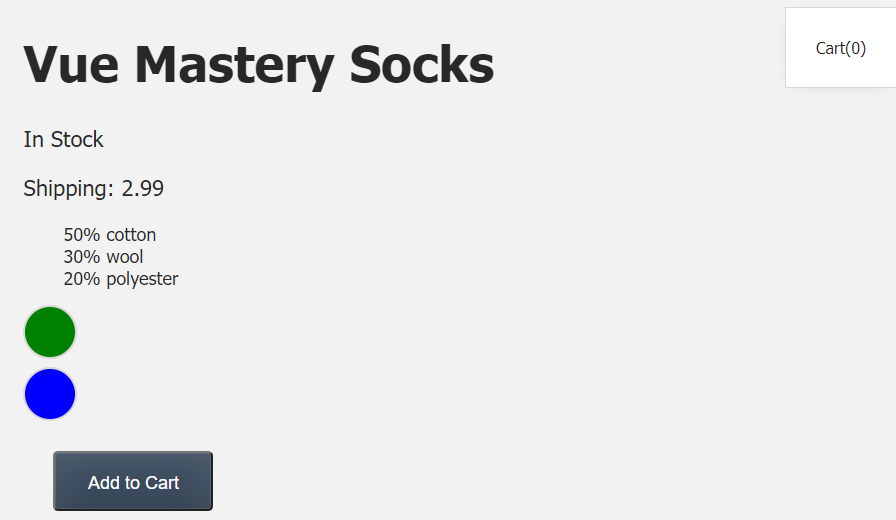 Cart(0)
Vue Mastery Socks
In Stock
Shipping: 2.99
50% cotton
30% wool
20% polyester
Add to Cart